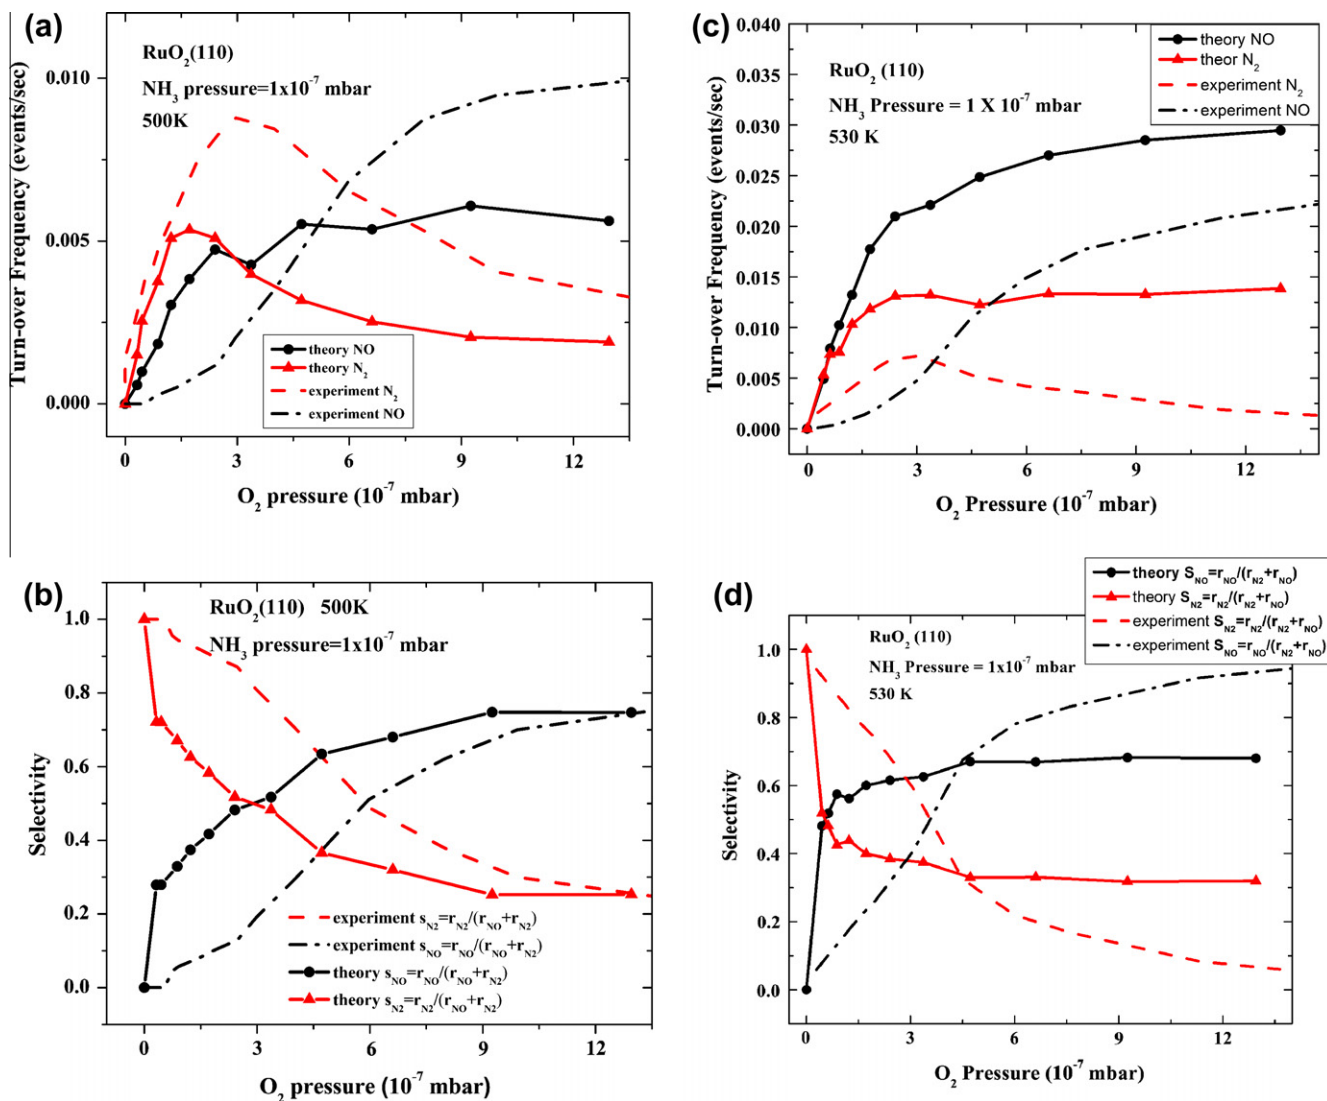 (a)
RuO2(110)
NH3 pressure=1x10-7 mbar
500K
0.010
0.005
0.000
Turn-over Frequency (events/sec)
theory NO
theory N2
experiment N2
experiment NO
0 3 6 9 12
O2 pressure (10-7 mbar)
(c)
RuO2 (110)
NH3 Pressure = 1 X 10-7 mbar
530 K
theory NO
theor N2
experiment N2
experiment NO
0.040
0.035
0.030
0.025
0.020
0.015
0.010
0.005
0.000
Turn-over Frequency (events/sec)
0 3 6 9 12
O2 Pressure (10-7 mbar)
(b)
RuO2(110) 500K
NH3 pressure=1x10-7 mbar
1.0
0.8
0.6
0.4
0.2
0.0
Selectivity
experiment sN2=rN2/(rNO+rN2)
experiment sNO=rNO/(rNO+rN2)
theory sNO=rNO/(rNO+rN2)
theory sN2=rN2/(rNO+rN2)
0 3 6 9 12
O2 pressure (10-7 mbar)
(d)
theory SNO=rNO/(rN2+rNO)
theory SN2=rN2/(rN2+rNO)
experiment SN2=rN2/(rN2+rNO)
experiment SNO=rNO/(rN2+rNO)
RuO2 (110)
NH3 Pressure = 1x10-7 mbar
530 K
1.0
0.8
0.6
0.4
0.2
0.0
Selectivity
0 3 6 9 12
O2 Pressure (10-7 mbar)